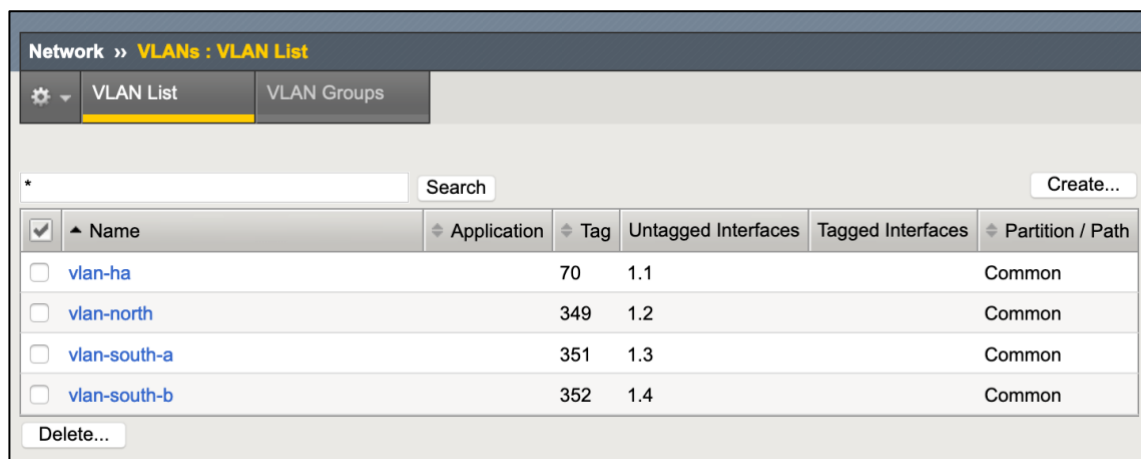 Network ›› VLANs : VLAN List
VLAN List VLAN Groups
* Search Create...
Name Application Tag Untagged Interfaces Tagged Interfaces Partition / Path
vlan-ha 70 1.1 Common
vlan-north 349 1.2 Common
vlan-south-a 351 1.3 Common
vlan-south-b 352 1.4 Common
Delete...